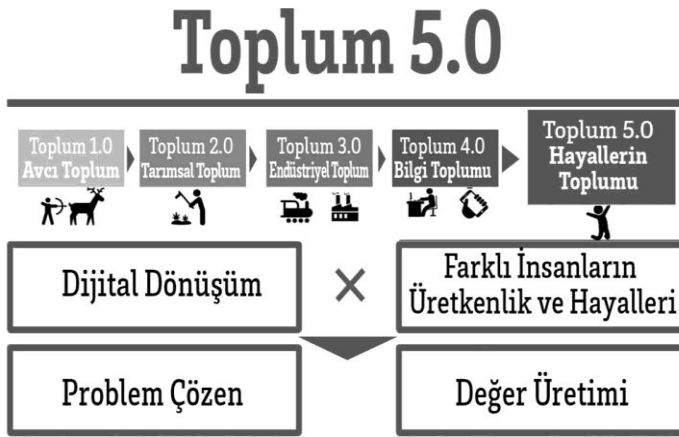 Toplum 5.0
Toplum 1.0
Avcı Toplum
Toplum 2.0
Tarımsal Toplum
Toplum 3.0
Endüstriyel Toplum
Toplum 4.0
Bilgi Toplumu
Toplum 5.0
Hayallerin
Toplumu
Dijital Dönüşüm
×
Farklı İnsanların
Üretkenlik ve Hayalleri
Problem Çözen
Değer Üretimi